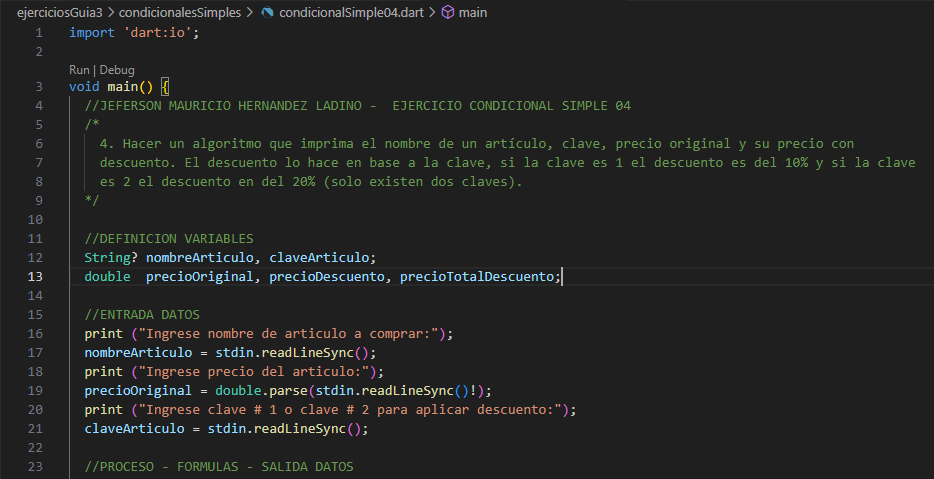 ejerciciosGuia3 > condicionalesSimples > condicionalSimple04.dart > main
1 import 'dart:io';
2
Run | Debug
3 void main() {
4 //JEFERSON MAURICIO HERNANDEZ LADINO -  EJERCICIO CONDICIONAL SIMPLE 04
5 /*
6 4. Hacer un algoritmo que imprima el nombre de un artículo, clave, precio original y su precio con
7 descuento. El descuento lo hace en base a la clave, si la clave es 1 el descuento es del 10% y si la clave
8 es 2 el descuento en del 20% (solo existen dos claves).
9 */
10
11 //DEFINICION VARIABLES
12 String? nombreArticulo, claveArticulo;
13 double  precioOriginal, precioDescuento, precioTotalDescuento;
14
15 //ENTRADA DATOS
16 print ("Ingrese nombre de articulo a comprar:");
17 nombreArticulo = stdin.readLineSync();
18 print ("Ingrese precio del articulo:");
19 precioOriginal = double.parse(stdin.readLineSync()!);
20 print ("Ingrese clave # 1 o clave # 2 para aplicar descuento:");
21 claveArticulo = stdin.readLineSync();
22
23 //PROCESO - FORMULAS - SALIDA DATOS